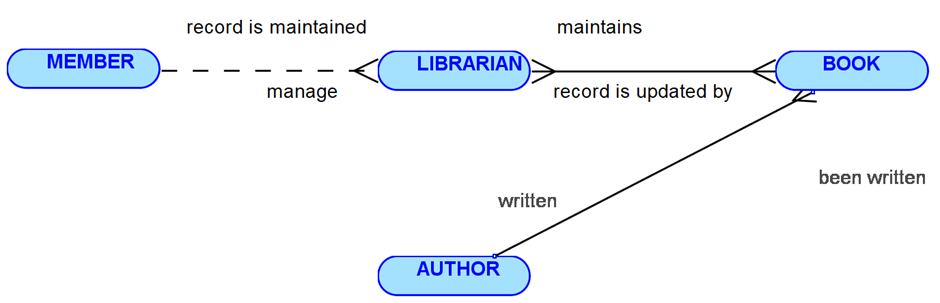 record is maintained
maintains
MEMBER
LIBRARIAN
BOOK
manage
record is updated by
been written
written
AUTHOR